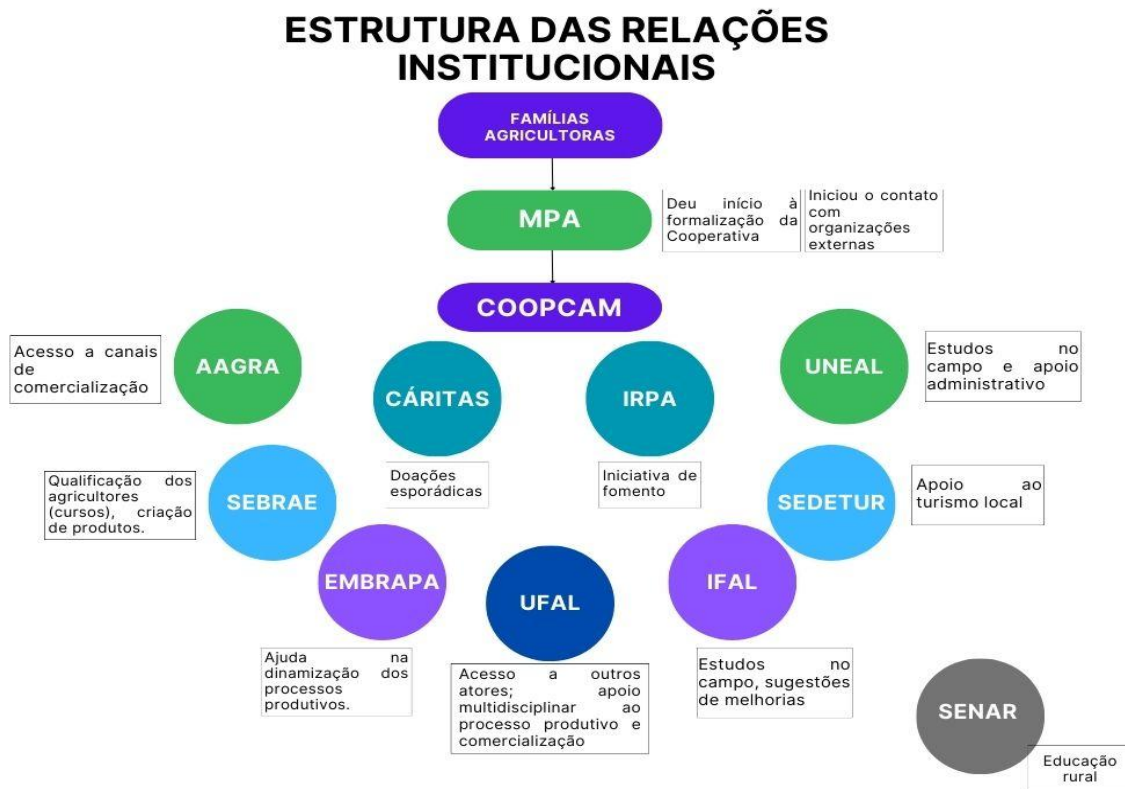 ESTRUTURA DAS RELAÇÕES
INSTITUCIONAIS
FAMÍLIAS
AGRICULTORAS
MPA
Deu início à
formalização da
Cooperativa
Iniciou o contato
com
organizações
externas
COOPCAM
AAGRA
Acesso a canais
de
comercialização
CÁRITAS
Doações
esporádicas
IRPA
Iniciativa de
fomento
UNEAL
Estudos no
campo e apoio
administrativo
SEBRAE
Qualificação dos
agricultores
(cursos), criação
de produtos.
SEDETUR
Apoio ao
turismo local
EMBRAPA
Ajuda na
dinamização dos
processos
produtivos.
UFAL
Acesso a outros
atores; apoio
multidisciplinar ao
processo produtivo e
comercialização
IFAL
Estudos no
campo, sugestões
de melhorias
SENAR
Educação
rural